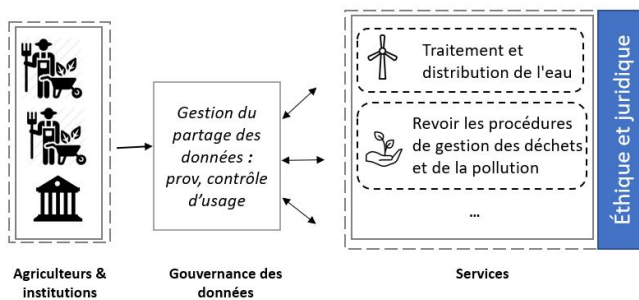 Gestion du
partage des
données :
prov, contrôle
d'usage
Traitement et
distribution de l'eau
Revoir les procédures
de gestion des déchets
et de la pollution
...
Éthique et juridique
Agriculteurs &
institutions
Gouvernance des
données
Services